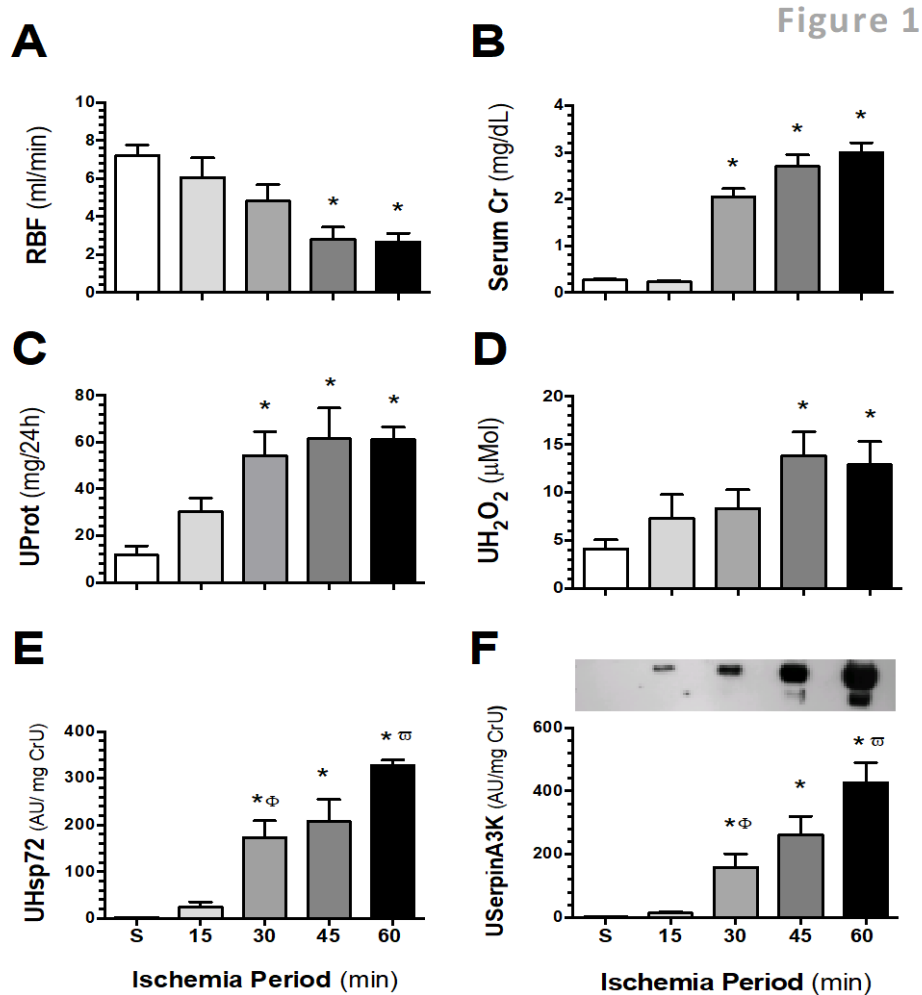 Figure 1
A
RBF (ml/min)
10
8
6
4
2
0
*
*
B
Serum Cr (mg/dL)
4
3
2
1
0
*
*
*
C
UProt (mg/24h)
80
60
40
20
0
*
*
*
D
UH₂O₂ (µMol)
20
15
10
5
0
*
*
E
UHsp72 (AU/ mg CrU)
400
300
200
100
0
*Φ
*
* ϖ
S 15 30 45 60
Ischemia Period (min)
F
USerpinA3K (AU/mg CrU)
600
400
200
0
*Φ
*
* ϖ
S 15 30 45 60
Ischemia Period (min)